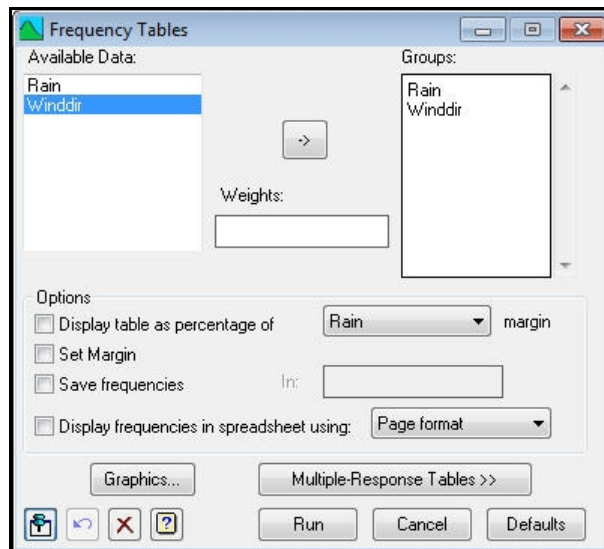 Frequency Tables
Available Data:
Groups:
Rain
Winddir
Rain
Winddir
->
Weights:
Options
Display table as percentage of Rain margin
Set Margin
Save frequencies In:
Display frequencies in spreadsheet using: Page format
Graphics... Multiple-Response Tables >>
Run Cancel Defaults